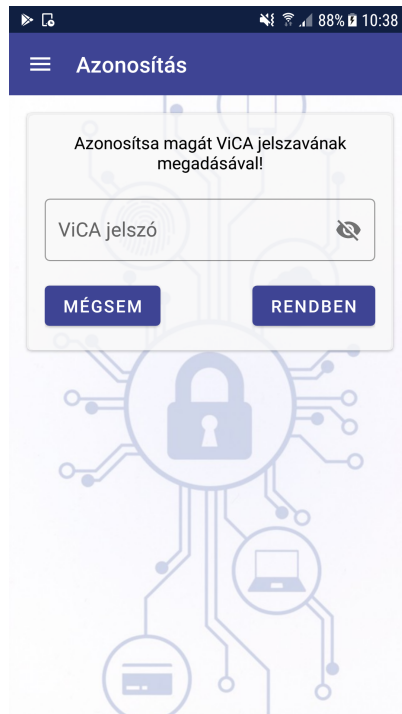 88% 10:38
Azonosítás
Azonosítsa magát ViCA jelszavának
megadásával!
ViCA jelszó
MÉGSEM RENDBEN